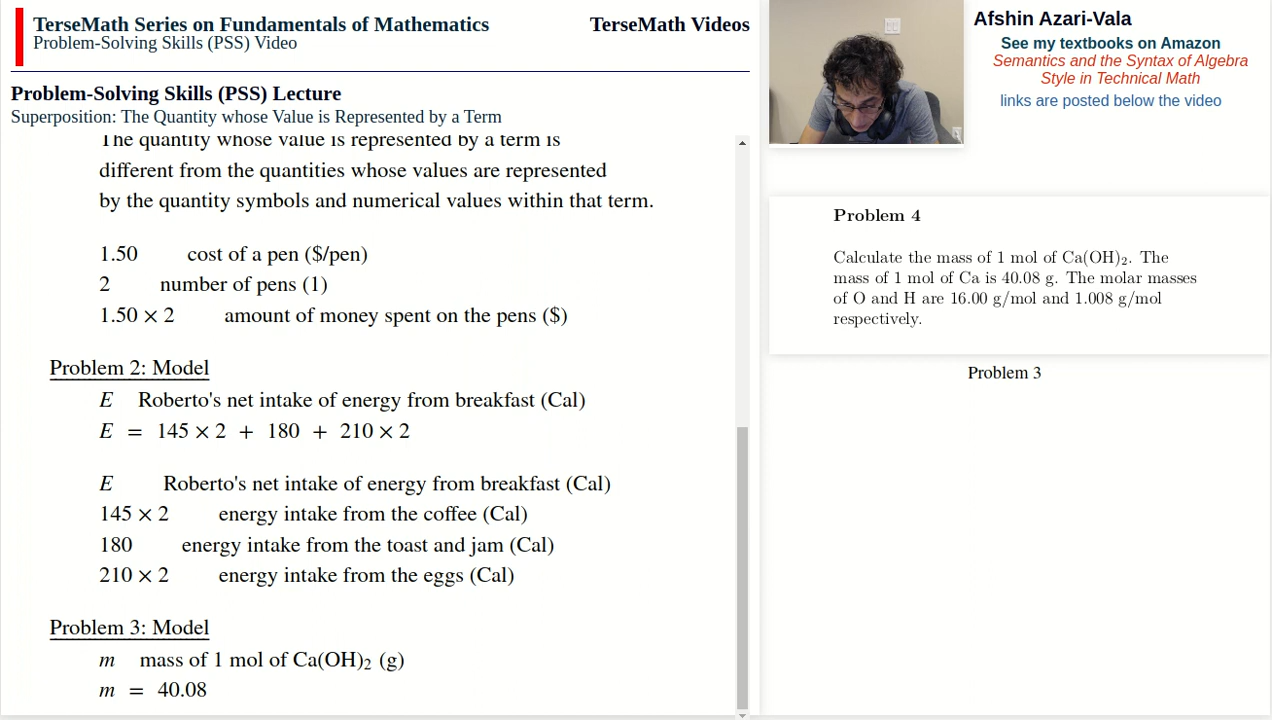 TerseMath Series on Fundamentals of Mathematics
Problem-Solving Skills (PSS) Video
TerseMath Videos
Problem-Solving Skills (PSS) Lecture
Superposition: The Quantity whose Value is Represented by a Term
The quantity whose value is represented by a term is
different from the quantities whose values are represented
by the quantity symbols and numerical values within that term.
1.50 cost of a pen ($/pen)
2 number of pens (1)
1.50 × 2 amount of money spent on the pens ($)
Problem 2: Model
E Roberto's net intake of energy from breakfast (Cal)
E = 145 × 2 + 180 + 210 × 2
E Roberto's net intake of energy from breakfast (Cal)
145 × 2 energy intake from the coffee (Cal)
180 energy intake from the toast and jam (Cal)
210 × 2 energy intake from the eggs (Cal)
Problem 3: Model
m mass of 1 mol of Ca(OH)₂ (g)
m = 40.08
Afshin Azari-Vala
See my textbooks on Amazon
Semantics and the Syntax of Algebra
Style in Technical Math
links are posted below the video
Problem 4
Calculate the mass of 1 mol of Ca(OH)₂. The
mass of 1 mol of Ca is 40.08 g. The molar masses
of O and H are 16.00 g/mol and 1.008 g/mol
respectively.
Problem 3